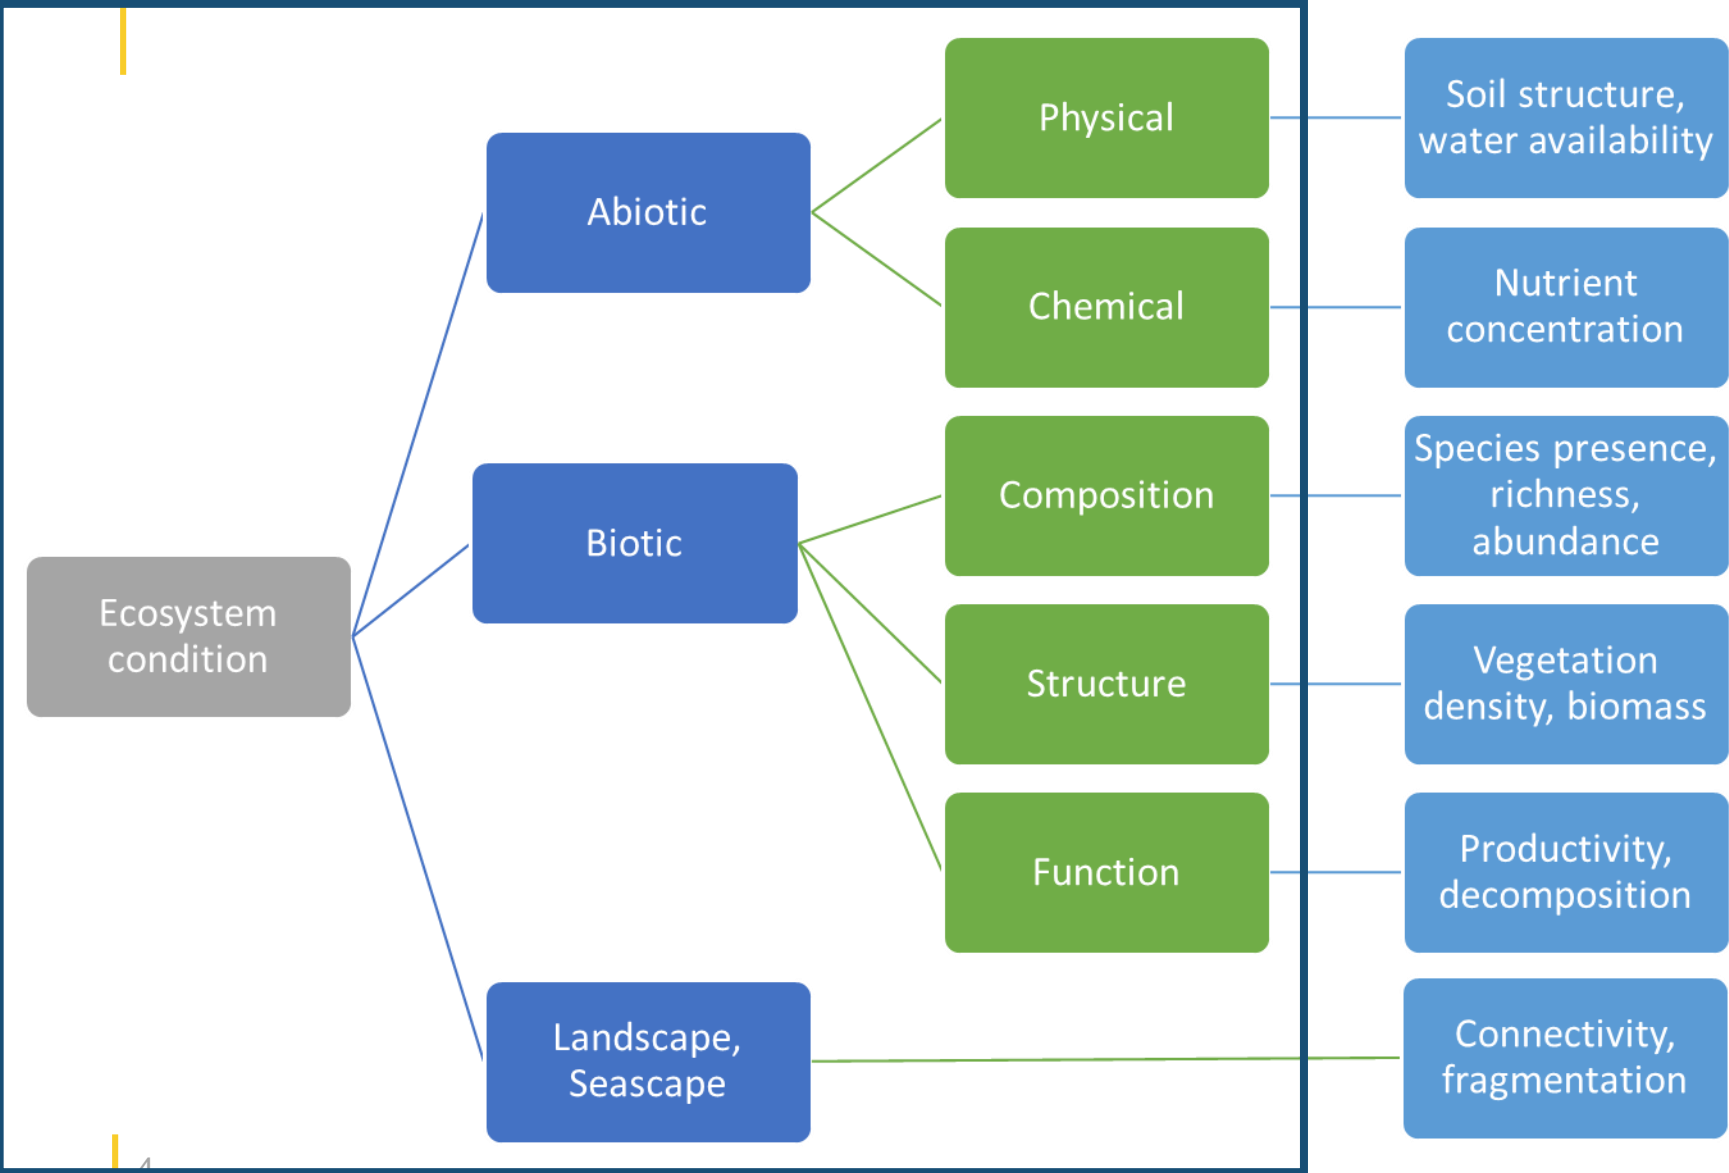 Physical
Soil structure,
water availability
Abiotic
Chemical
Nutrient
concentration
Composition
Species presence,
richness,
abundance
Biotic
Ecosystem
condition
Structure
Vegetation
density, biomass
Function
Productivity,
decomposition
Landscape,
Seascape
Connectivity,
fragmentation
4